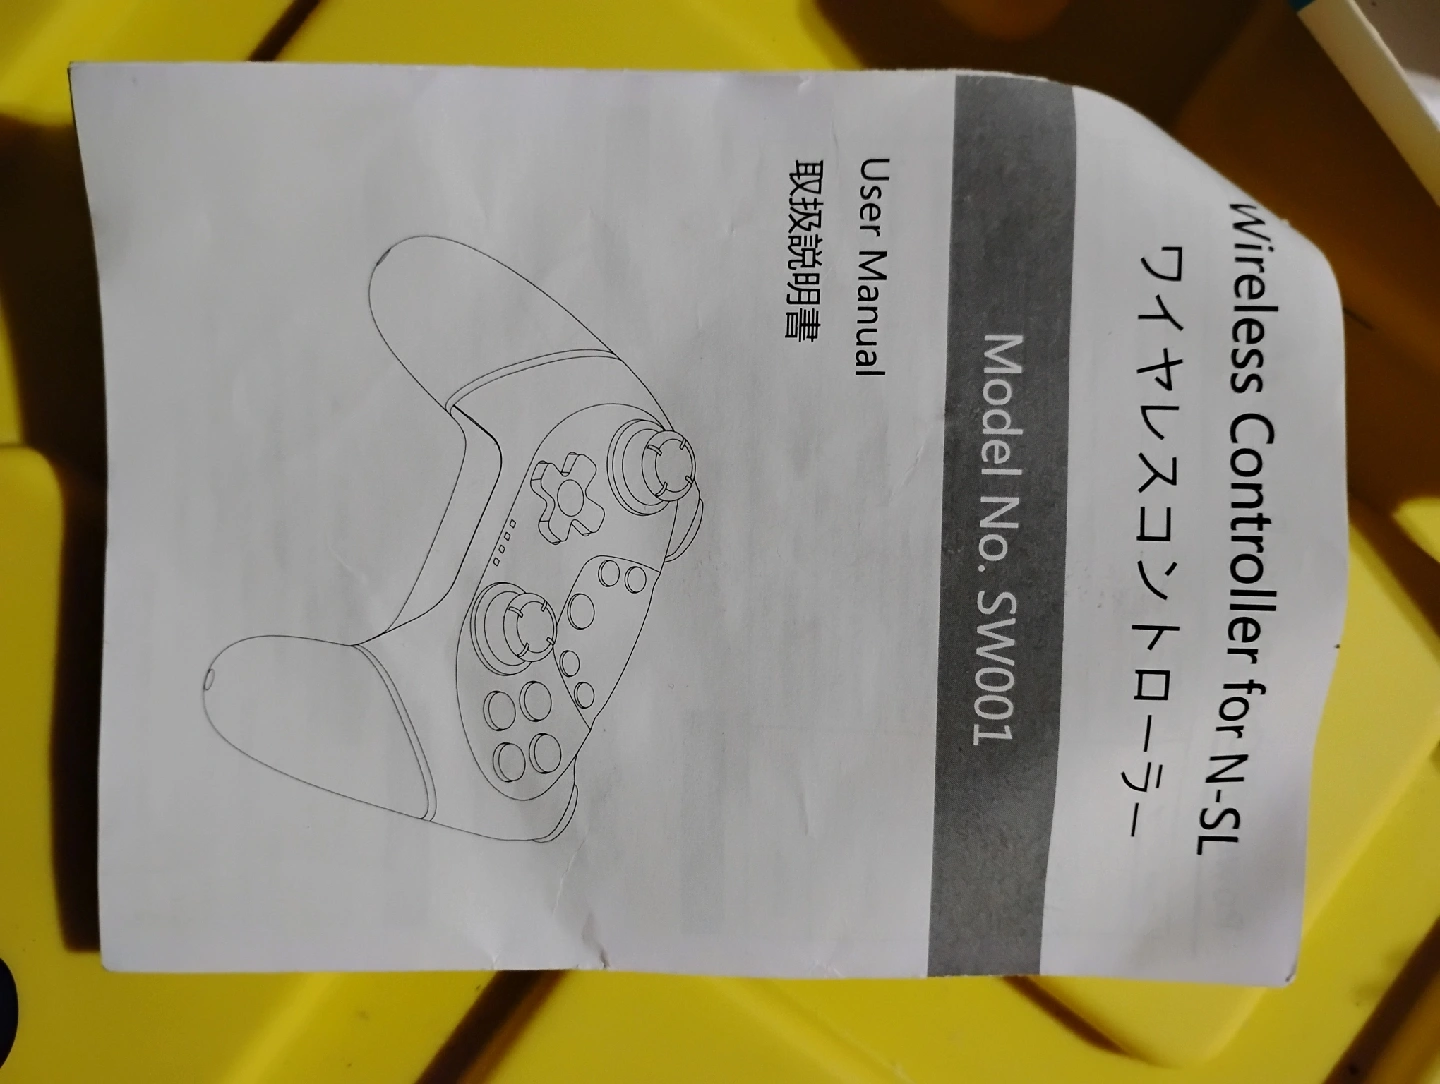 Wireless Controller for N-SL
ワイヤレスコントローラー
Model No. SW001
User Manual
取扱説明書